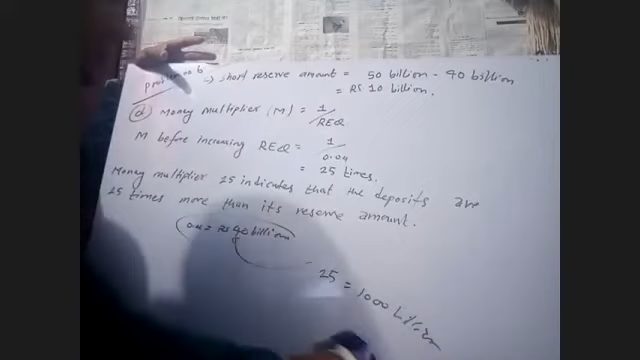 problem no b → short reserve amount = 50 billion - 40 billion
= RS 10 billion.
(d) Money multiplier (M) = 1/REQ
M before increasing REQ = 1/0.04
= 25 times.
Money multiplier 25 indicates that the deposits are
25 times more than its reserve amount.
40 billion
25 = 1000